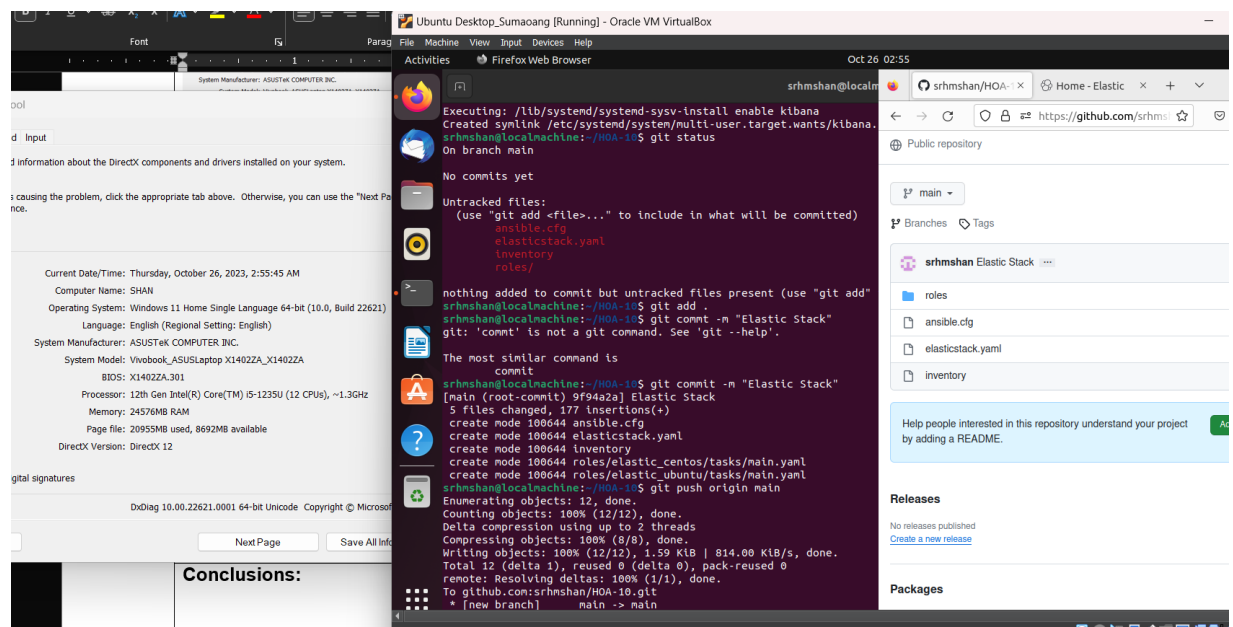 Font
Parag
1
System Manufacturer: ASUSTeK COMPUTER INC.
ool
d Input
d information about the DirectX components and drivers installed on your system.
s causing the problem, click the appropriate tab above. Otherwise, you can use the "Next Pa
nce.
Current Date/Time: Thursday, October 26, 2023, 2:55:45 AM
Computer Name: SHAN
Operating System: Windows 11 Home Single Language 64-bit (10.0, Build 22621)
Language: English (Regional Setting: English)
System Manufacturer: ASUSTeK COMPUTER INC.
System Model: Vivobook_ASUSLaptop X1402ZA_X1402ZA
BIOS: X1402ZA.301
Processor: 12th Gen Intel(R) Core(TM) i5-1235U (12 CPUs), ~1.3GHz
Memory: 24576MB RAM
Page file: 20955MB used, 8692MB available
DirectX Version: DirectX 12
gital signatures
DxDiag 10.00.22621.0001 64-bit Unicode Copyright © Microsof
Next Page
Save All Info
Conclusions:
Ubuntu Desktop_Sumaoang [Running] - Oracle VM VirtualBox
File Machine View Input Devices Help
Activities Firefox Web Browser Oct 26 02:55
srhmshan@localm
Executing: /lib/systemd/systemd-sysv-install enable kibana
Created symlink /etc/systemd/system/multi-user.target.wants/kibana.
srhmshan@localmachine:~/HOA-10$ git status
On branch main
No commits yet
Untracked files:
(use "git add <file>..." to include in what will be committed)
ansible.cfg
elasticstack.yaml
inventory
roles/
nothing added to commit but untracked files present (use "git add"
srhmshan@localmachine:~/HOA-10$ git add .
srhmshan@localmachine:~/HOA-10$ git commt -m "Elastic Stack"
git: 'commt' is not a git command. See 'git --help'.
The most similar command is
commit
srhmshan@localmachine:~/HOA-10$ git commit -m "Elastic Stack"
[main (root-commit) 9f94a2a] Elastic Stack
5 files changed, 177 insertions(+)
create mode 100644 ansible.cfg
create mode 100644 elasticstack.yaml
create mode 100644 inventory
create mode 100644 roles/elastic_centos/tasks/main.yaml
create mode 100644 roles/elastic_ubuntu/tasks/main.yaml
srhmshan@localmachine:~/HOA-10$ git push origin main
Enumerating objects: 12, done.
Counting objects: 100% (12/12), done.
Delta compression using up to 2 threads
Compressing objects: 100% (8/8), done.
Writing objects: 100% (12/12), 1.59 KiB | 814.00 KiB/s, done.
Total 12 (delta 1), reused 0 (delta 0), pack-reused 0
remote: Resolving deltas: 100% (1/1), done.
To github.com:srhmshan/HOA-10.git
* [new branch] main -> main
srhmshan/HOA-1 Home - Elastic
https://github.com/srhms
Public repository
main
Branches Tags
srhmshan Elastic Stack
roles
ansible.cfg
elasticstack.yaml
inventory
Help people interested in this repository understand your project
by adding a README.
Ad
Releases
No releases published
Create a new release
Packages